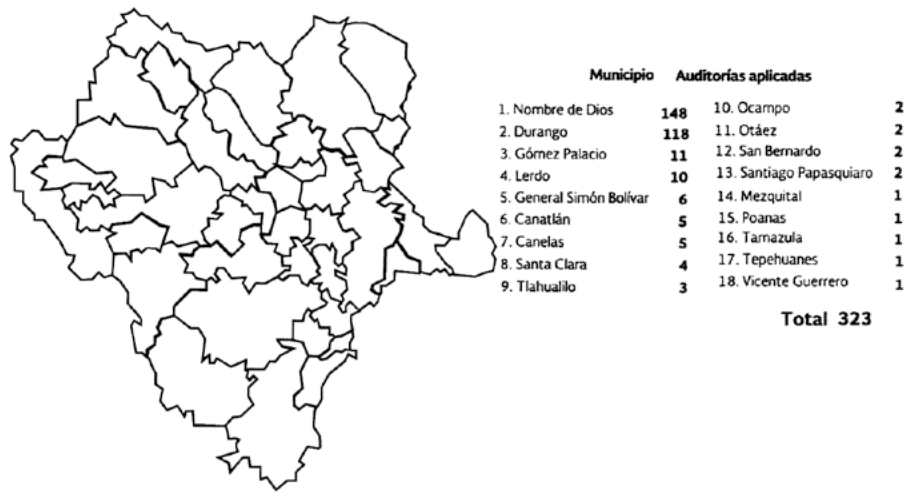 Municipio Auditorías aplicadas
1. Nombre de Dios 148
2. Durango 118
3. Gómez Palacio 11
4. Lerdo 10
5. General Simón Bolívar 6
6. Canatlán 5
7. Canelas 5
8. Santa Clara 4
9. Tlahualilo 3
10. Ocampo 2
11. Otáez 2
12. San Bernardo 2
13. Santiago Papasquiaro 2
14. Mezquital 1
15. Poanas 1
16. Tamazula 1
17. Tepehuanes 1
18. Vicente Guerrero 1
Total 323